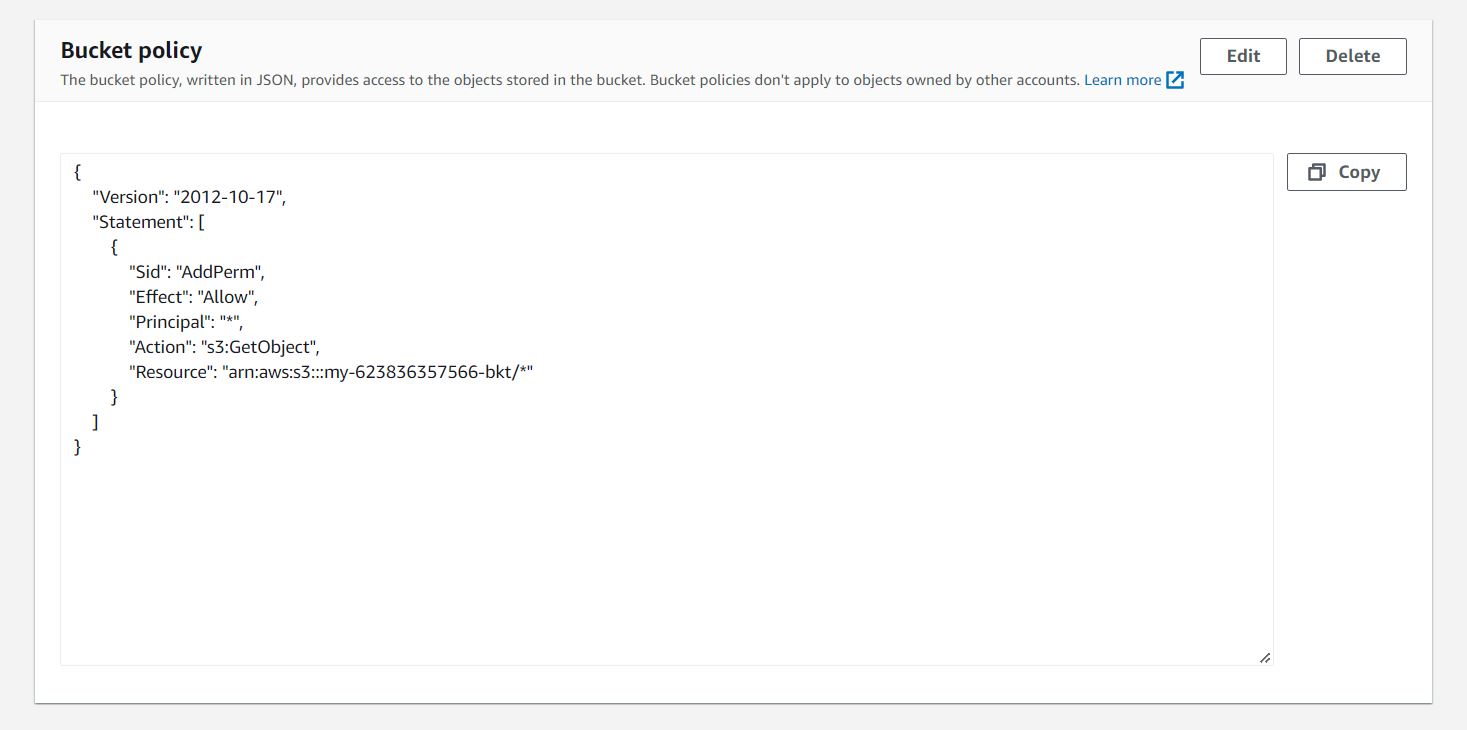 Bucket policy
Edit
Delete
The bucket policy, written in JSON, provides access to the objects stored in the bucket. Bucket policies don't apply to objects owned by other accounts. Learn more
Copy
{
"Version": "2012-10-17",
"Statement": [
{
"Sid": "AddPerm",
"Effect": "Allow",
"Principal": "*",
"Action": "s3:GetObject",
"Resource": "arn:aws:s3:::my-623836357566-bkt/*"
}
]
}